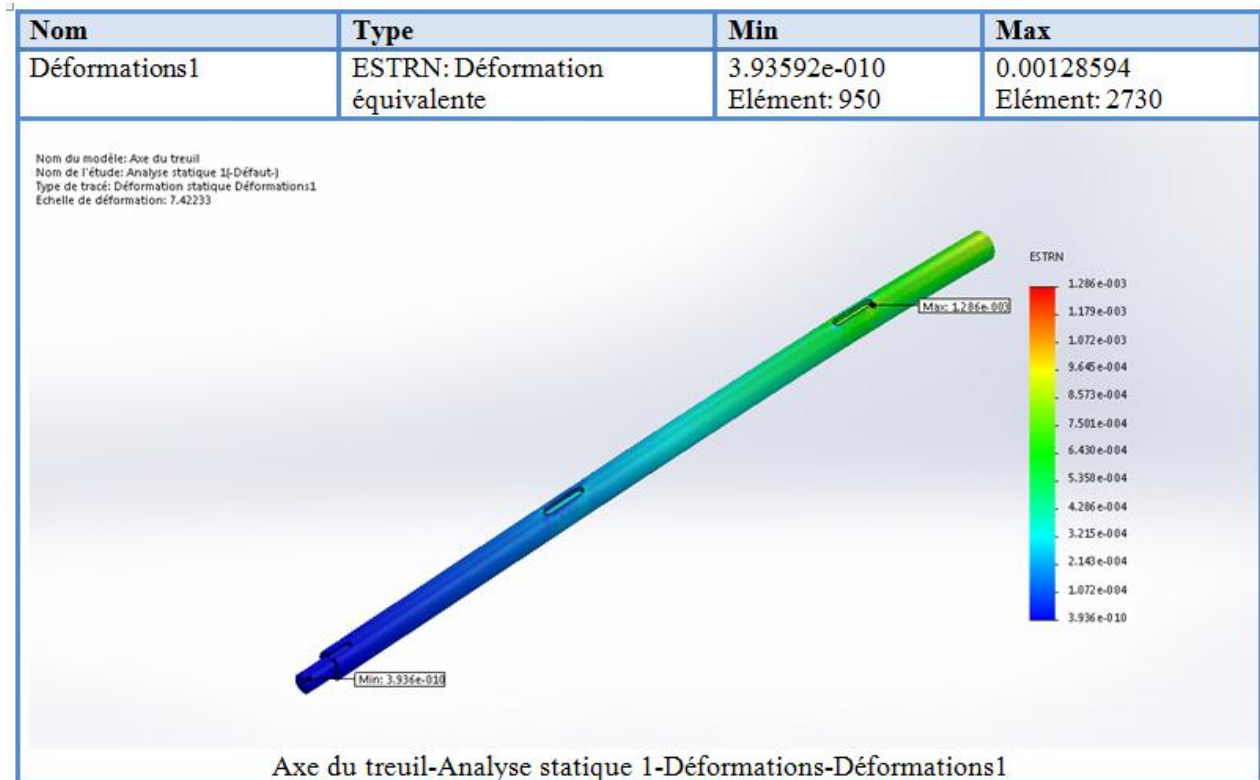 Nom Type Min Max
Déformations1 ESTRN: Déformation équivalente 3.93592e-010 Elément: 950 0.00128594 Elément: 2730
Nom du modèle: Axe du treuil
Nom de l'étude: Analyse statique 1(-Défaut-)
Type de tracé: Déformation statique Déformations1
Echelle de déformation: 7.42233
ESTRN
1.286e-003
1.179e-003
1.072e-003
9.645e-004
8.573e-004
7.501e-004
6.430e-004
5.358e-004
4.286e-004
3.215e-004
2.143e-004
1.072e-004
3.936e-010
Max: 1.286e-003
Min: 3.936e-010
Axe du treuil-Analyse statique 1-Déformations-Déformations1